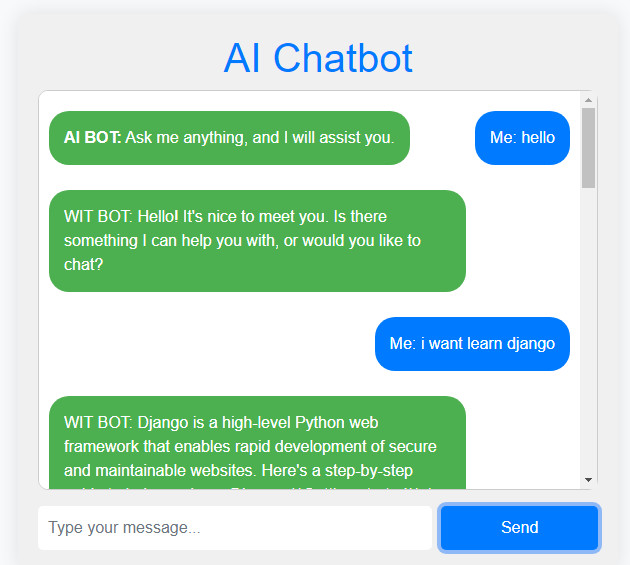 AI Chatbot
AI BOT: Ask me anything, and I will assist you.
Me: hello
WIT BOT: Hello! It's nice to meet you. Is there
something I can help you with, or would you like to
chat?
Me: i want learn django
WIT BOT: Django is a high-level Python web
framework that enables rapid development of secure
and maintainable websites. Here's a step-by-step
Type your message...
Send